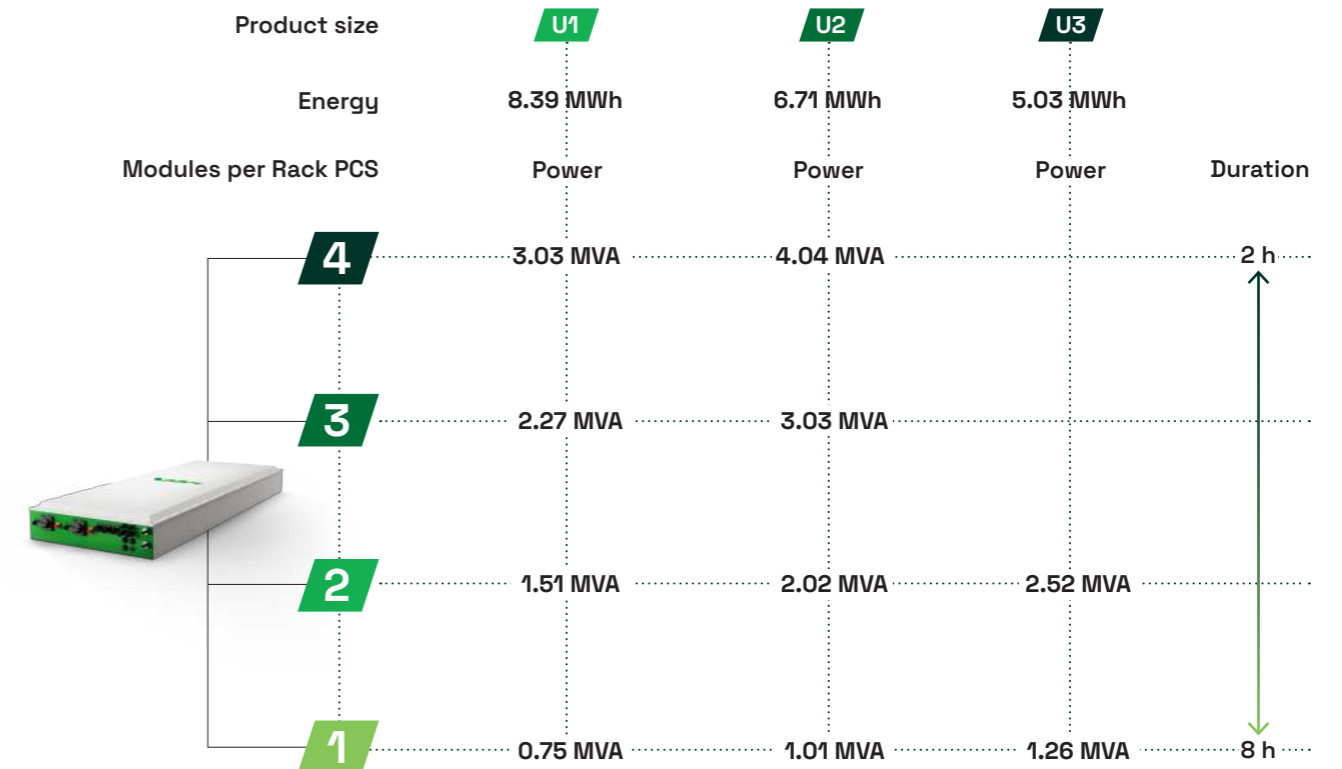 Product size U1 U2 U3
Energy 8.39 MWh 6.71 MWh 5.03 MWh
Modules per Rack PCS Power Power Power Duration
4 3.03 MVA 4.04 MVA 2 h
3 2.27 MVA 3.03 MVA
2 1.51 MVA 2.02 MVA 2.52 MVA
1 0.75 MVA 1.01 MVA 1.26 MVA 8 h